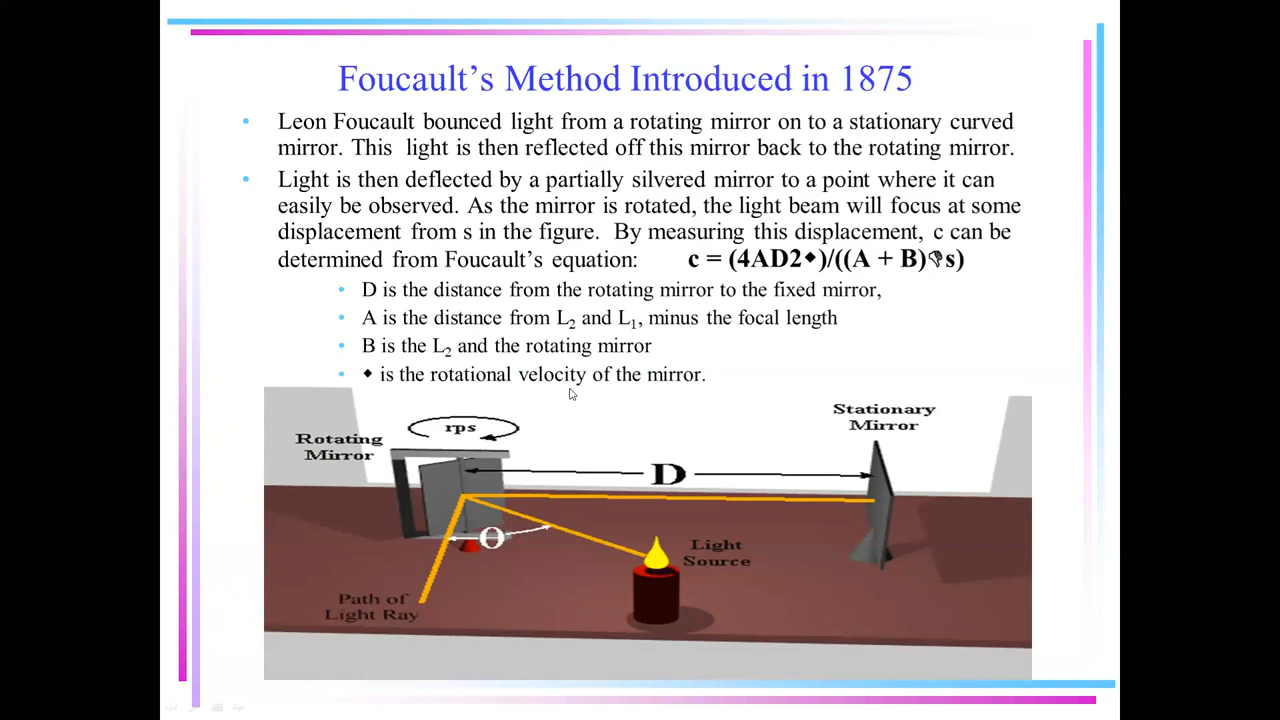 Foucault's Method Introduced in 1875
• Leon Foucault bounced light from a rotating mirror on to a stationary curved
mirror. This light is then reflected off this mirror back to the rotating mirror.
• Light is then deflected by a partially silvered mirror to a point where it can
easily be observed. As the mirror is rotated, the light beam will focus at some
displacement from s in the figure. By measuring this displacement, c can be
determined from Foucault's equation: c = (4AD2◆)/((A + B)👎s)
• D is the distance from the rotating mirror to the fixed mirror,
• A is the distance from L₂ and L₁, minus the focal length
• B is the L₂ and the rotating mirror
• ◆ is the rotational velocity of the mirror.
Stationary
Mirror
rps
Rotating
Mirror
D
Θ
Light
Source
Path of
Light Ray